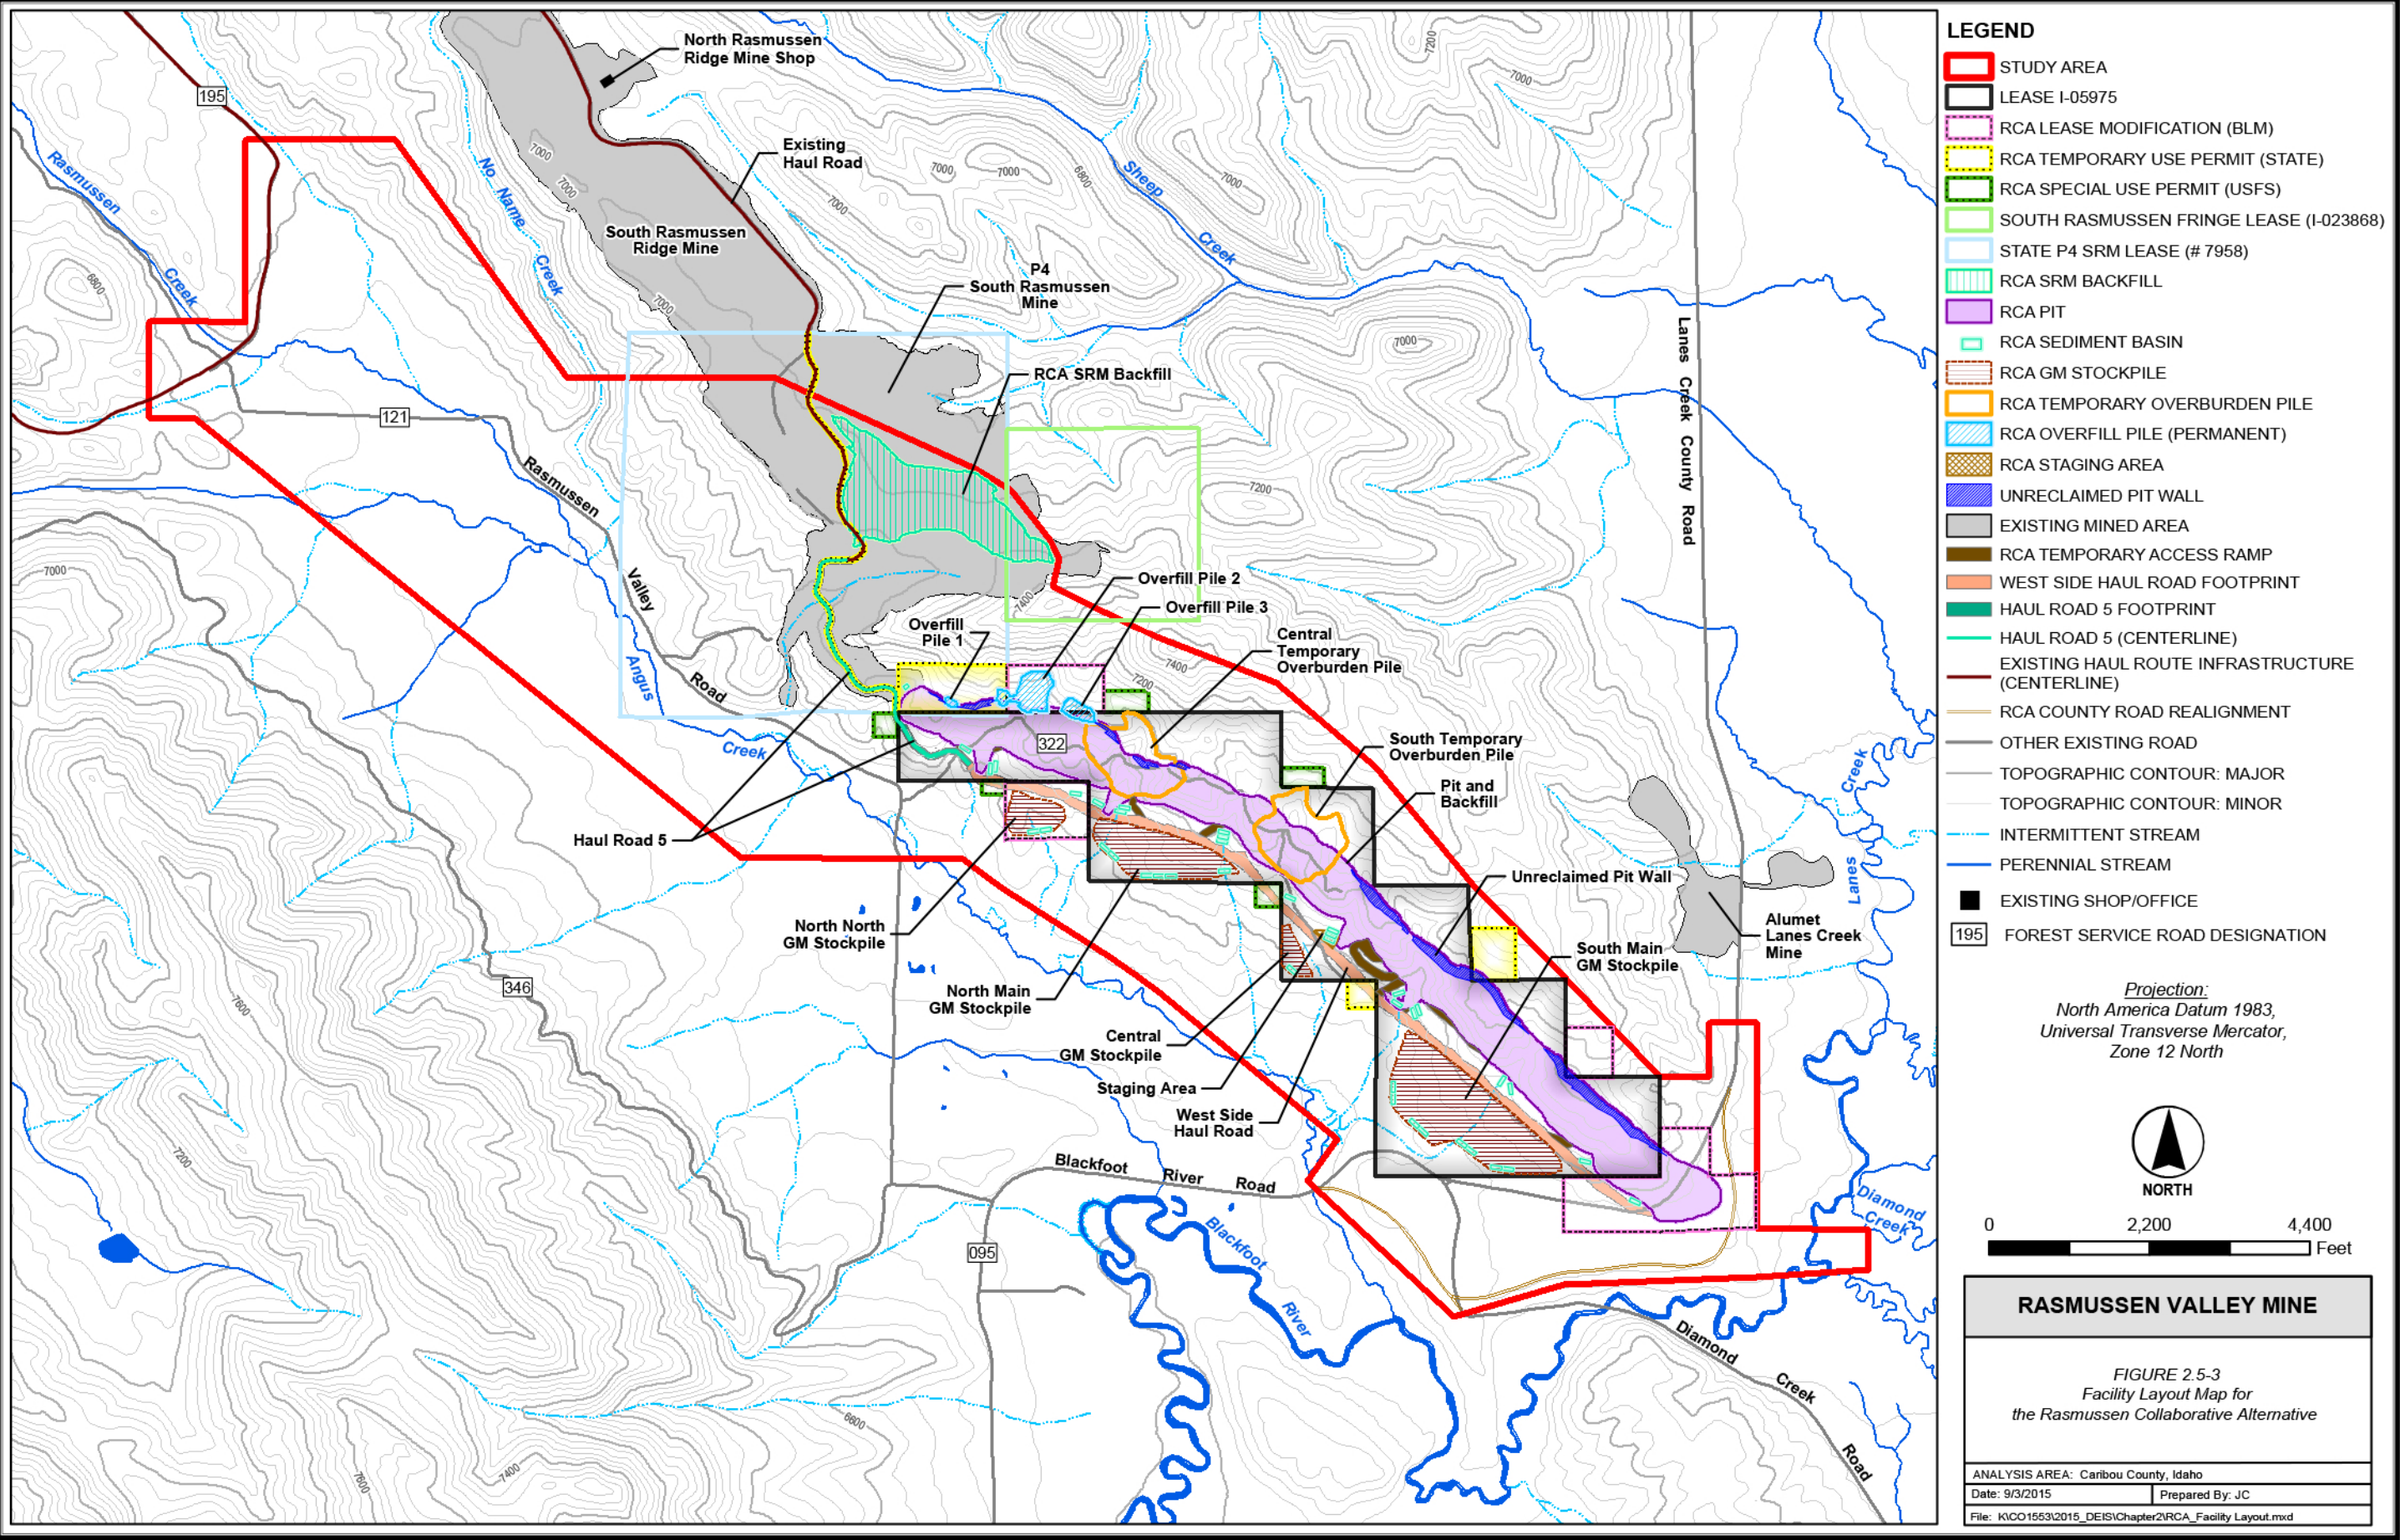 North Rasmussen
Ridge Mine Shop
7200
7000
195
Existing
Haul Road
Rasmussen
Creek
No Name
Creek
7000
7000
7000
7000
6800
7000
7000
Sheep
Creek
South Rasmussen
Ridge Mine
P4
South Rasmussen
Mine
6800
7000
7000
Lanes Creek County Road
RCA SRM Backfill
121
Rasmussen
Valley
Road
7200
7000
Overfill Pile 2
7400
Overfill Pile 3
Overfill
Pile 1
Central
Temporary
Overburden Pile
7400
7200
Angus
Creek
322
South Temporary
Overburden Pile
Pit and
Backfill
Haul Road 5
Unreclaimed Pit Wall
Lanes
Creek
North North
GM Stockpile
Alumet
Lanes Creek
Mine
South Main
GM Stockpile
346
7600
North Main
GM Stockpile
Central
GM Stockpile
Staging Area
West Side
Haul Road
7200
Blackfoot River Road
Diamond
Creek
095
Blackfoot
River
Diamond
Creek
Road
6600
7400
7600
LEGEND
STUDY AREA
LEASE I-05975
RCA LEASE MODIFICATION (BLM)
RCA TEMPORARY USE PERMIT (STATE)
RCA SPECIAL USE PERMIT (USFS)
SOUTH RASMUSSEN FRINGE LEASE (I-023868)
STATE P4 SRM LEASE (# 7958)
RCA SRM BACKFILL
RCA PIT
RCA SEDIMENT BASIN
RCA GM STOCKPILE
RCA TEMPORARY OVERBURDEN PILE
RCA OVERFILL PILE (PERMANENT)
RCA STAGING AREA
UNRECLAIMED PIT WALL
EXISTING MINED AREA
RCA TEMPORARY ACCESS RAMP
WEST SIDE HAUL ROAD FOOTPRINT
HAUL ROAD 5 FOOTPRINT
HAUL ROAD 5 (CENTERLINE)
EXISTING HAUL ROUTE INFRASTRUCTURE
(CENTERLINE)
RCA COUNTY ROAD REALIGNMENT
OTHER EXISTING ROAD
TOPOGRAPHIC CONTOUR: MAJOR
TOPOGRAPHIC CONTOUR: MINOR
INTERMITTENT STREAM
PERENNIAL STREAM
EXISTING SHOP/OFFICE
195 FOREST SERVICE ROAD DESIGNATION
Projection:
North America Datum 1983,
Universal Transverse Mercator,
Zone 12 North
NORTH
0 2,200 4,400
Feet
RASMUSSEN VALLEY MINE
FIGURE 2.5-3
Facility Layout Map for
the Rasmussen Collaborative Alternative
ANALYSIS AREA: Caribou County, Idaho
Date: 9/3/2015 Prepared By: JC
File: K\CO1553\2015_DEIS\Chapter2\RCA_Facility Layout.mxd